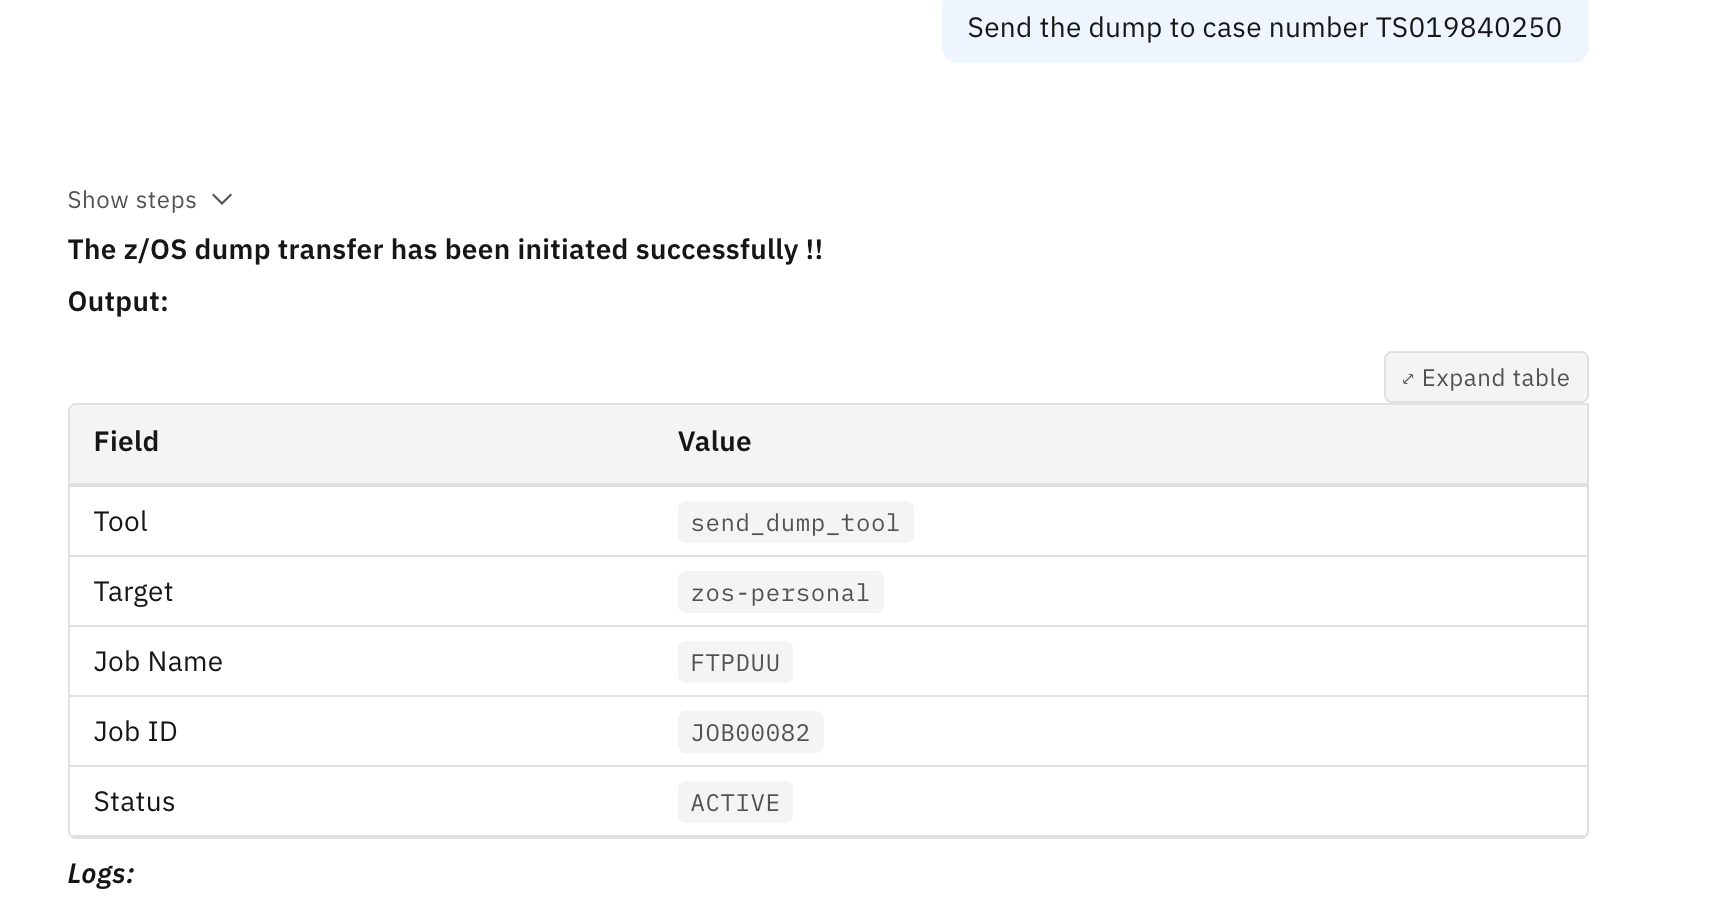 Send the dump to case number TS019840250
Show steps
The z/OS dump transfer has been initiated successfully !!
Output:
Expand table
Field Value
Tool send_dump_tool
Target zos-personal
Job Name FTPDUU
Job ID JOB00082
Status ACTIVE
Logs: